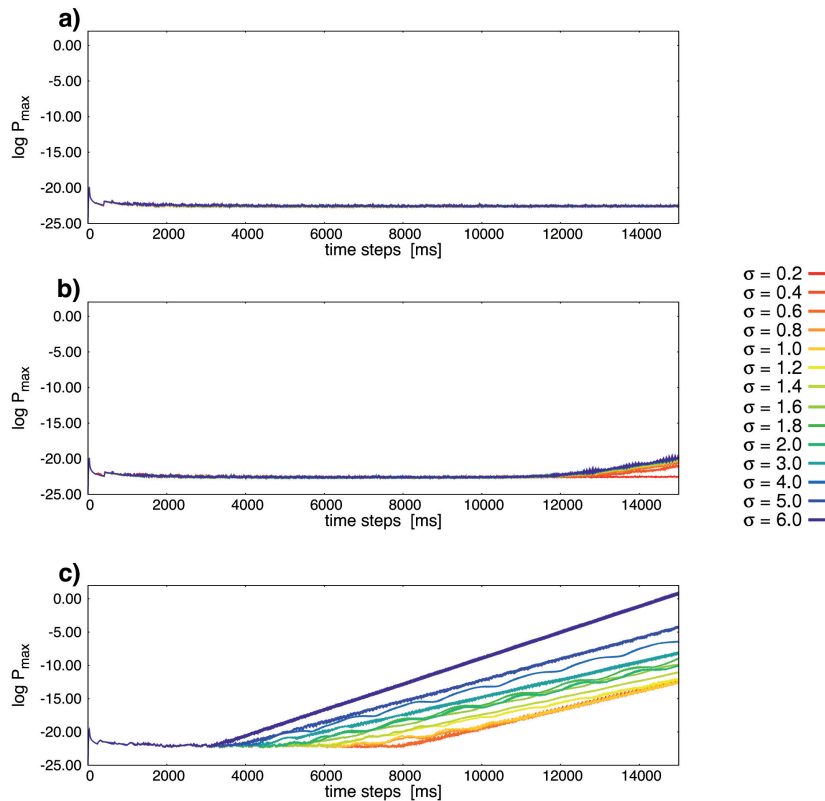 a)
0.00
-5.00
-10.00
-15.00
-20.00
-25.00
log Pmax
0 2000 4000 6000 8000 10000 12000 14000
time steps [ms]
b)
0.00
-5.00
-10.00
-15.00
-20.00
-25.00
log Pmax
0 2000 4000 6000 8000 10000 12000 14000
time steps [ms]
c)
0.00
-5.00
-10.00
-15.00
-20.00
-25.00
log Pmax
0 2000 4000 6000 8000 10000 12000 14000
time steps [ms]
σ = 0.2
σ = 0.4
σ = 0.6
σ = 0.8
σ = 1.0
σ = 1.2
σ = 1.4
σ = 1.6
σ = 1.8
σ = 2.0
σ = 3.0
σ = 4.0
σ = 5.0
σ = 6.0